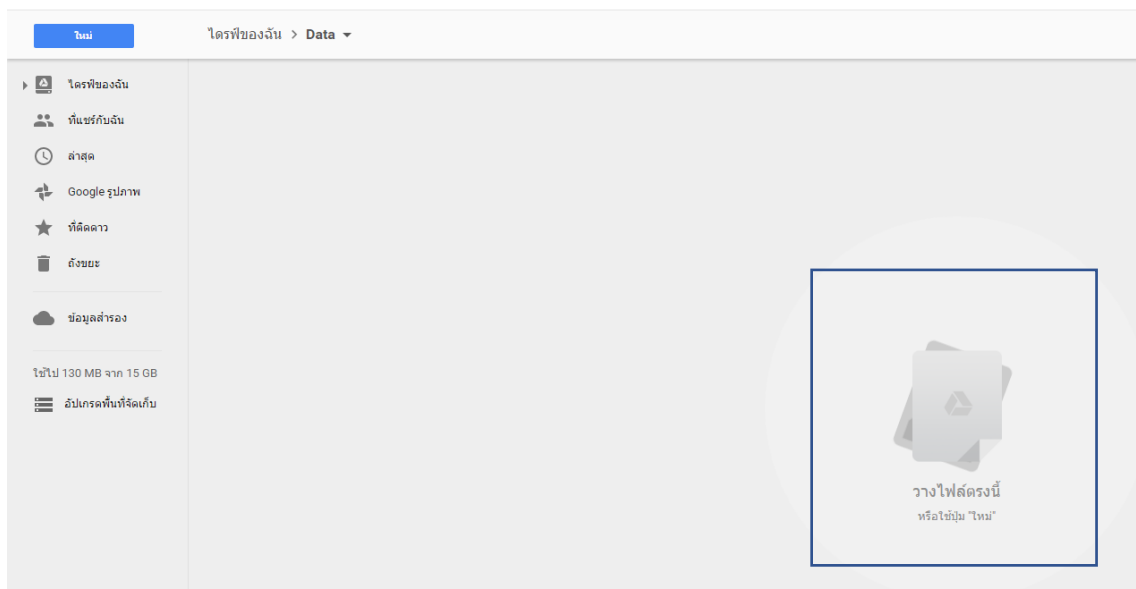 ใหม่
ไดรฟ์ของฉัน > Data
ไดรฟ์ของฉัน
ที่แชร์กับฉัน
ล่าสุด
Google รูปภาพ
ที่ติดดาว
ถังขยะ
ข้อมูลสำรอง
ใช้ไป 130 MB จาก 15 GB
อัปเกรดพื้นที่จัดเก็บ
วางไฟล์ตรงนี้
หรือใช้ปุ่ม "ใหม่"